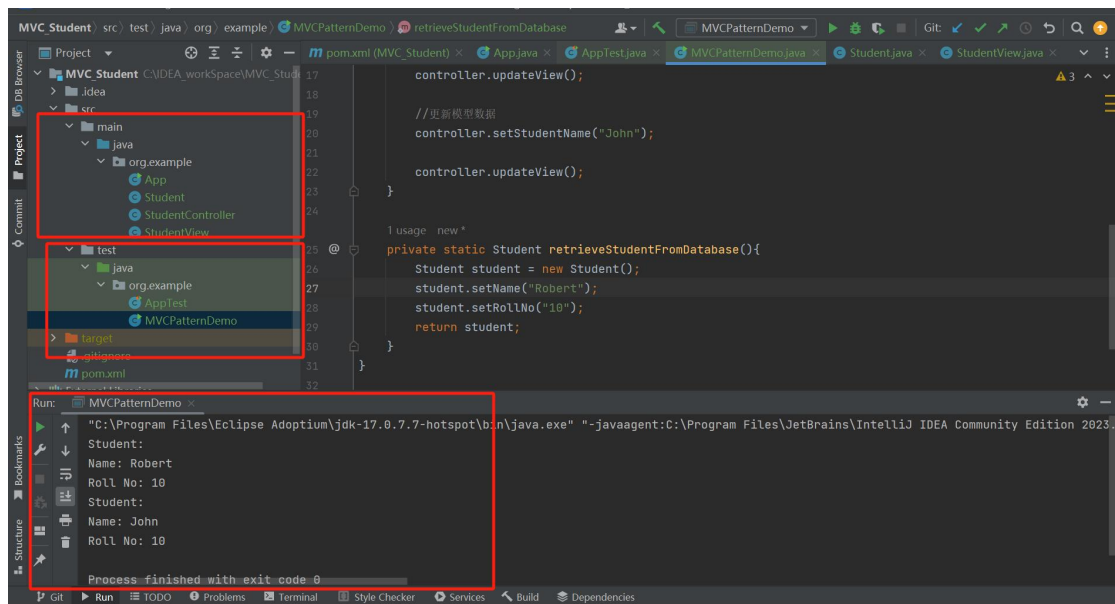 MVC_Student › src › test › java › org › example › MVCPatternDemo › retrieveStudentFromDatabase
MVCPatternDemo
Git:
Project
pom.xml (MVC_Student)
App.java
AppTest.java
MVCPatternDemo.java
Student.java
StudentView.java
DB Browser
Project
Commit
Bookmarks
Structure
MVC_Student C:\IDEA_workSpace\MVC_Stude
.idea
src
main
java
org.example
App
Student
StudentController
StudentView
test
java
org.example
AppTest
MVCPatternDemo
target
.gitignore
pom.xml
3
17 controller.updateView();
18
19 //更新模型数据
20 controller.setStudentName("John");
21
22 controller.updateView();
23 }
24
1 usage new *
25 @ private static Student retrieveStudentFromDatabase(){
26 Student student = new Student();
27 student.setName("Robert");
28 student.setRollNo("10");
29 return student;
30 }
31 }
32
Run: MVCPatternDemo
"C:\Program Files\Eclipse Adoptium\jdk-17.0.7.7-hotspot\bin\java.exe" "-javaagent:C:\Program Files\JetBrains\IntelliJ IDEA Community Edition 2023.
Student:
Name: Robert
Roll No: 10
Student:
Name: John
Roll No: 10
Process finished with exit code 0
Git Run TODO Problems Terminal Style Checker Services Build Dependencies